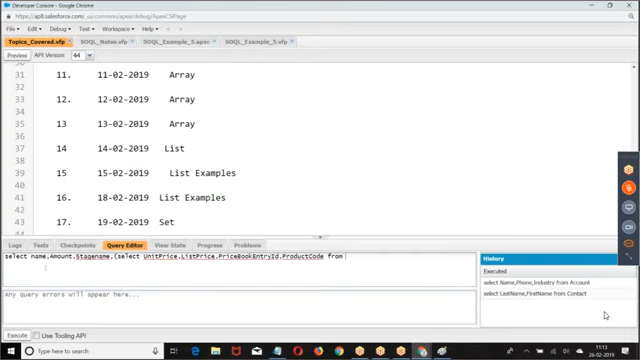 Developer Console - Google Chrome
https://ap8.salesforce.com/_ui/common/apex/debug/ApexCSIPage
File Edit Debug Test Workspace Help < >
Topics_Covered.vfp SOQL_Notes.vfp SOQL_Example_5.apxc SOQL_Example_5.vfp
Preview API Version 44
31 11. 11-02-2019 Array
33 12. 12-02-2019 Array
35 13 13-02-2019 Array
37 14 14-02-2019 List
39 15 15-02-2019 List Examples
41 16. 18-02-2019 List Examples
43 17. 19-02-2019 Set
Logs Tests Checkpoints Query Editor View State Progress Problems
select name,Amount.Stagename,(select UnitPrice,ListPrice,PriceBookEntryId,ProductCode from
Any query errors will appear here...
History
Executed
select Name,Phone,Industry from Account
select LastName,FirstName from Contact
Execute Use Tooling API
Type here to search
11:13
26-02-2019